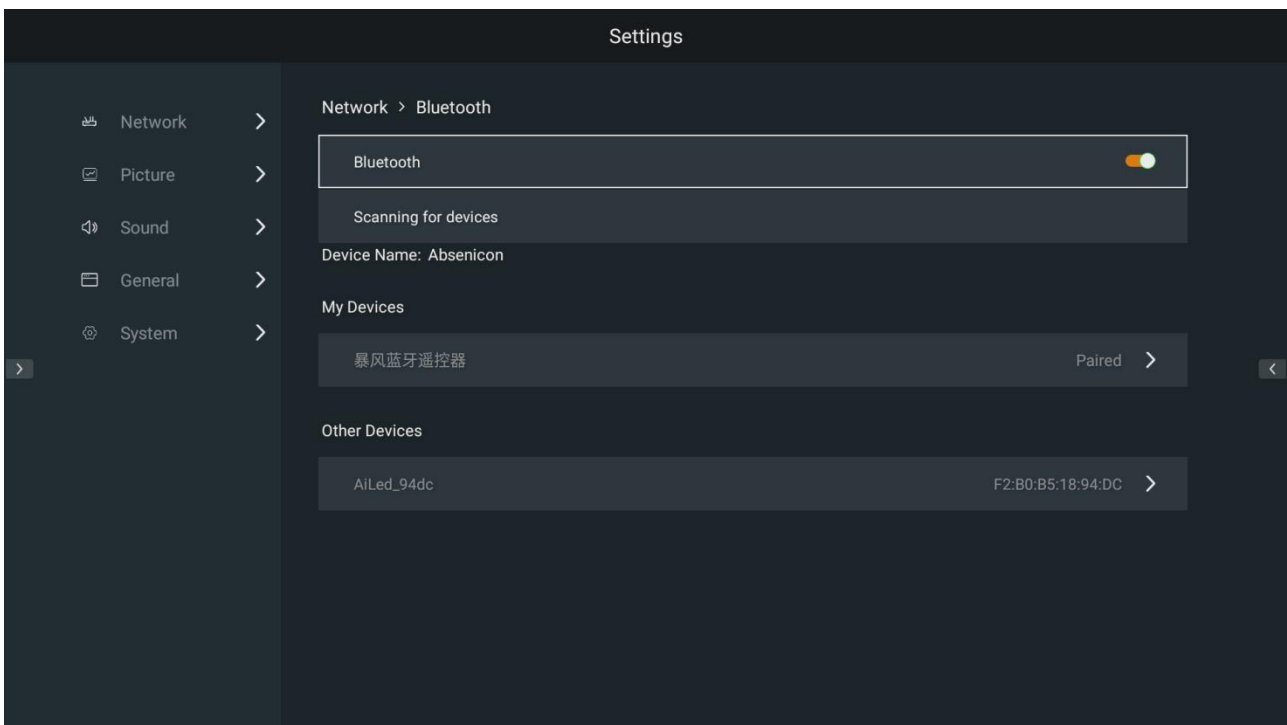 Settings
Network
Picture
Sound
General
System
Network > Bluetooth
Bluetooth
Scanning for devices
Device Name: Absenicon
My Devices
暴风蓝牙遥控器 Paired
Other Devices
AiLed_94dc F2:B0:B5:18:94:DC